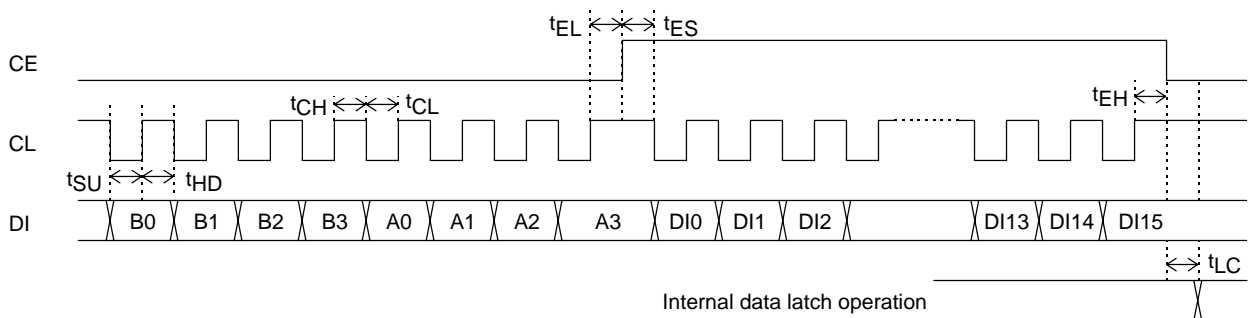 tEL tES
CE
tCH tCL tEH
CL
tSU tHD
DI B0 B1 B2 B3 A0 A1 A2 A3 DI0 DI1 DI2 DI13 DI14 DI15
tLC
Internal data latch operation